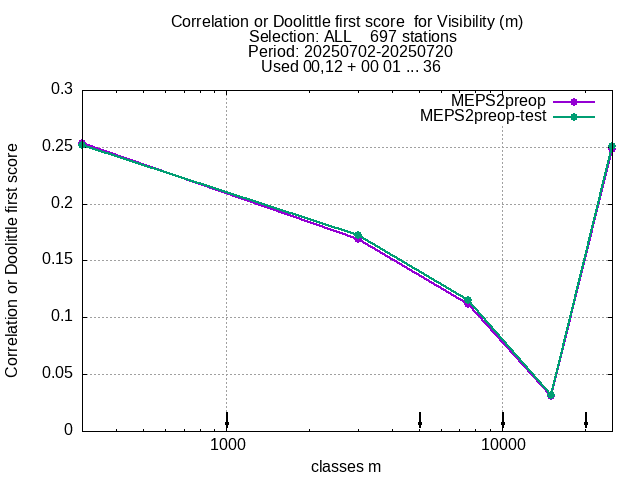 Correlation or Doolittle first score  for Visibility (m)
Selection: ALL    697 stations
Period: 20250702-20250720
Used 00,12 + 00 01 ... 36
MEPS2preop
MEPS2preop-test
Correlation or Doolittle first score
0.3
0.25
0.2
0.15
0.1
0.05
0
1000
10000
classes m